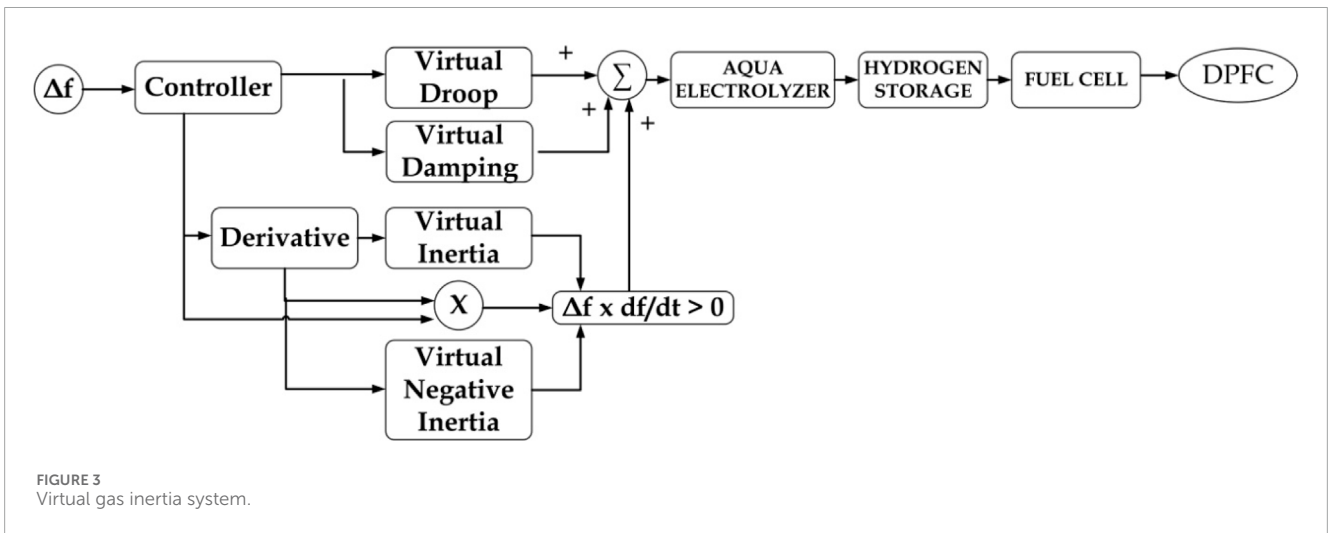 Δf
Controller
Virtual
Droop
+
∑
AQUA
ELECTROLYZER
HYDROGEN
STORAGE
FUEL CELL
DPFC
+
+
Virtual
Damping
Derivative
Virtual
Inertia
X
Δf x df/dt > 0
Virtual
Negative
Inertia
FIGURE 3
Virtual gas inertia system.